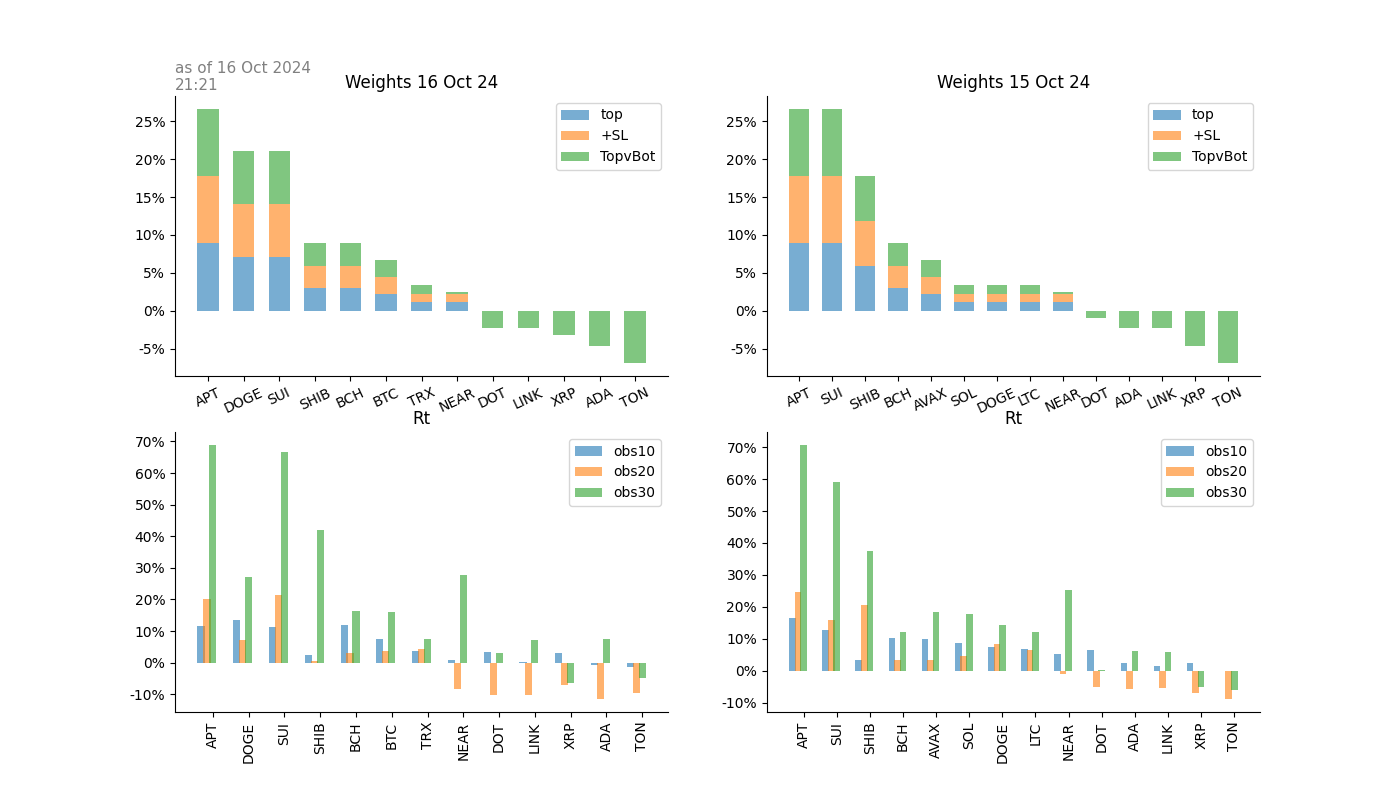 as of 16 Oct 2024
21:21
Weights 16 Oct 24
25%
20%
15%
10%
5%
0%
-5%
top
+SL
TopvBot
APT DOGE SUI SHIB BCH BTC TRX NEAR DOT LINK XRP ADA TON
Weights 15 Oct 24
25%
20%
15%
10%
5%
0%
-5%
top
+SL
TopvBot
APT SUI SHIB BCH AVAX SOL DOGE LTC NEAR DOT ADA LINK XRP TON
Rt
70%
60%
50%
40%
30%
20%
10%
0%
-10%
obs10
obs20
obs30
APT DOGE SUI SHIB BCH BTC TRX NEAR DOT LINK XRP ADA TON
Rt
70%
60%
50%
40%
30%
20%
10%
0%
-10%
obs10
obs20
obs30
APT SUI SHIB BCH AVAX SOL DOGE LTC NEAR DOT ADA LINK XRP TON